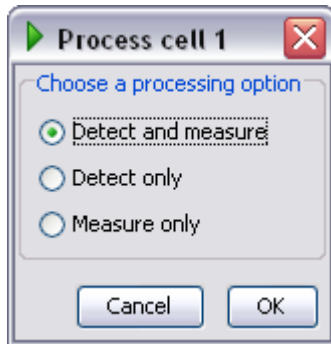 Process cell 1
Choose a processing option
Detect and measure
Detect only
Measure only
Cancel OK